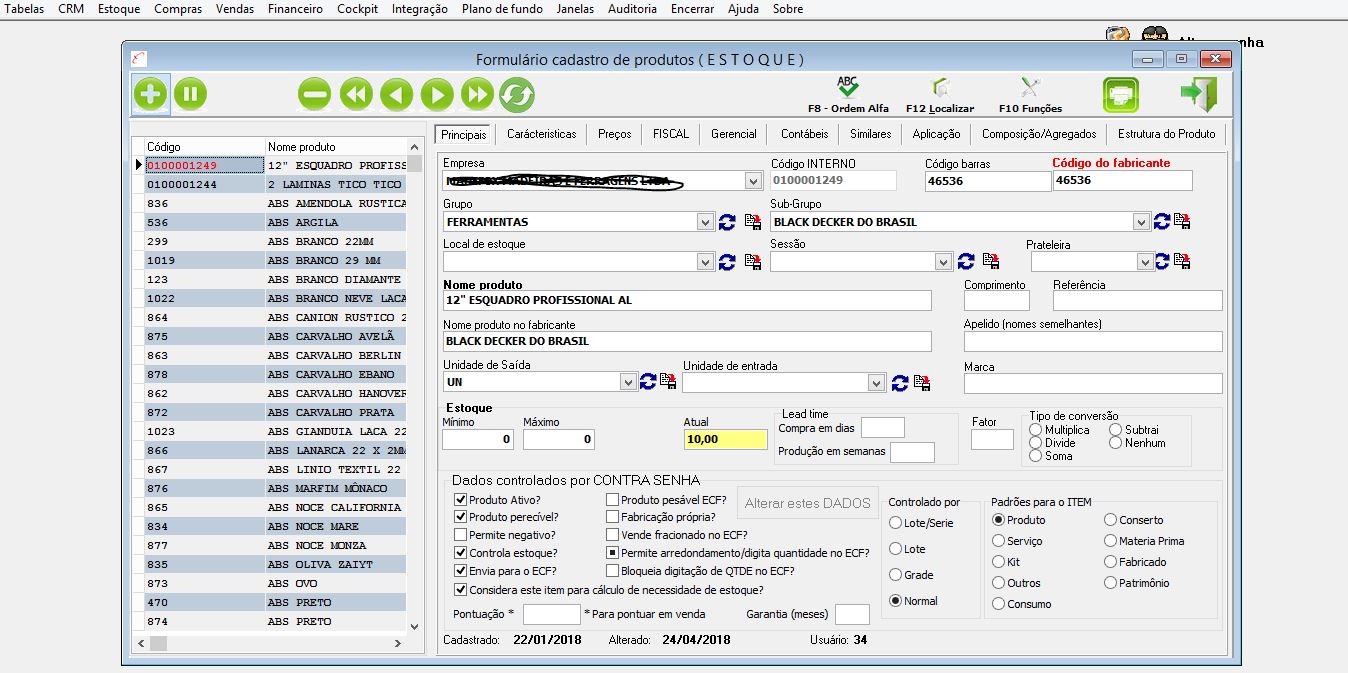 Tabelas CRM Estoque Compras Vendas Financeiro Cockpit Integração Plano de fundo Janelas Auditoria Encerrar Ajuda Sobre
Formulário cadastro de produtos ( E S T O Q U E )
ABC
F8 - Ordem Alfa F12 Localizar F10 Funções
Principais Carácteristicas Preços FISCAL Gerencial Contábeis Similares Aplicação Composição/Agregados Estrutura do Produto
Código Nome produto
0100001249 12" ESQUADRO PROFISS
0100001244 2 LAMINAS TICO TICO
836 ABS AMENDOLA RUSTICA
536 ABS ARGILA
299 ABS BRANCO 22MM
1019 ABS BRANCO 29 MM
123 ABS BRANCO DIAMANTE
1022 ABS BRANCO NEVE LACA
864 ABS CANION RUSTICO 2
875 ABS CARVALHO AVELÃ
863 ABS CARVALHO BERLIN
878 ABS CARVALHO EBANO
862 ABS CARVALHO HANOVER
872 ABS CARVALHO PRATA
1023 ABS GIANDUIA LACA 22
866 ABS LANARCA 22 X 2MM
867 ABS LINIO TEXTIL 22
876 ABS MARFIM MÔNACO
865 ABS NOCE CALIFORNIA
834 ABS NOCE MARE
877 ABS NOCE MONZA
835 ABS OLIVA ZAIYT
873 ABS OVO
470 ABS PRETO
874 ABS PRETO
Empresa Código INTERNO Código barras Código do fabricante
0100001249 46536 46536
Grupo Sub-Grupo
FERRAMENTAS BLACK DECKER DO BRASIL
Local de estoque Sessão Prateleira
Nome produto Comprimento Referência
12" ESQUADRO PROFISSIONAL AL
Nome produto no fabricante Apelido (nomes semelhantes)
BLACK DECKER DO BRASIL
Unidade de Saída Unidade de entrada Marca
UN
Estoque Lead time Tipo de conversão
Mínimo Máximo Atual Compra em dias Fator Multiplica Subtrai
0 0 10,00 Divide Nenhum
Produção em semanas Soma
Dados controlados por CONTRA SENHA
Produto Ativo? Produto pesável ECF? Alterar estes DADOS Controlado por Padrões para o ITEM
Produto perecível? Fabricação própria? Lote/Serie Produto Conserto
Permite negativo? Vende fracionado no ECF? Serviço Materia Prima
Controla estoque? Permite arredondamento/digita quantidade no ECF? Lote Kit Fabricado
Envia para o ECF? Bloqueia digitação de QTDE no ECF? Grade Outros Patrimônio
Considera este item para cálculo de necessidade de estoque? Normal Consumo
Pontuação * * Para pontuar em venda Garantia (meses)
Cadastrado: 22/01/2018 Alterado: 24/04/2018 Usuário: 34